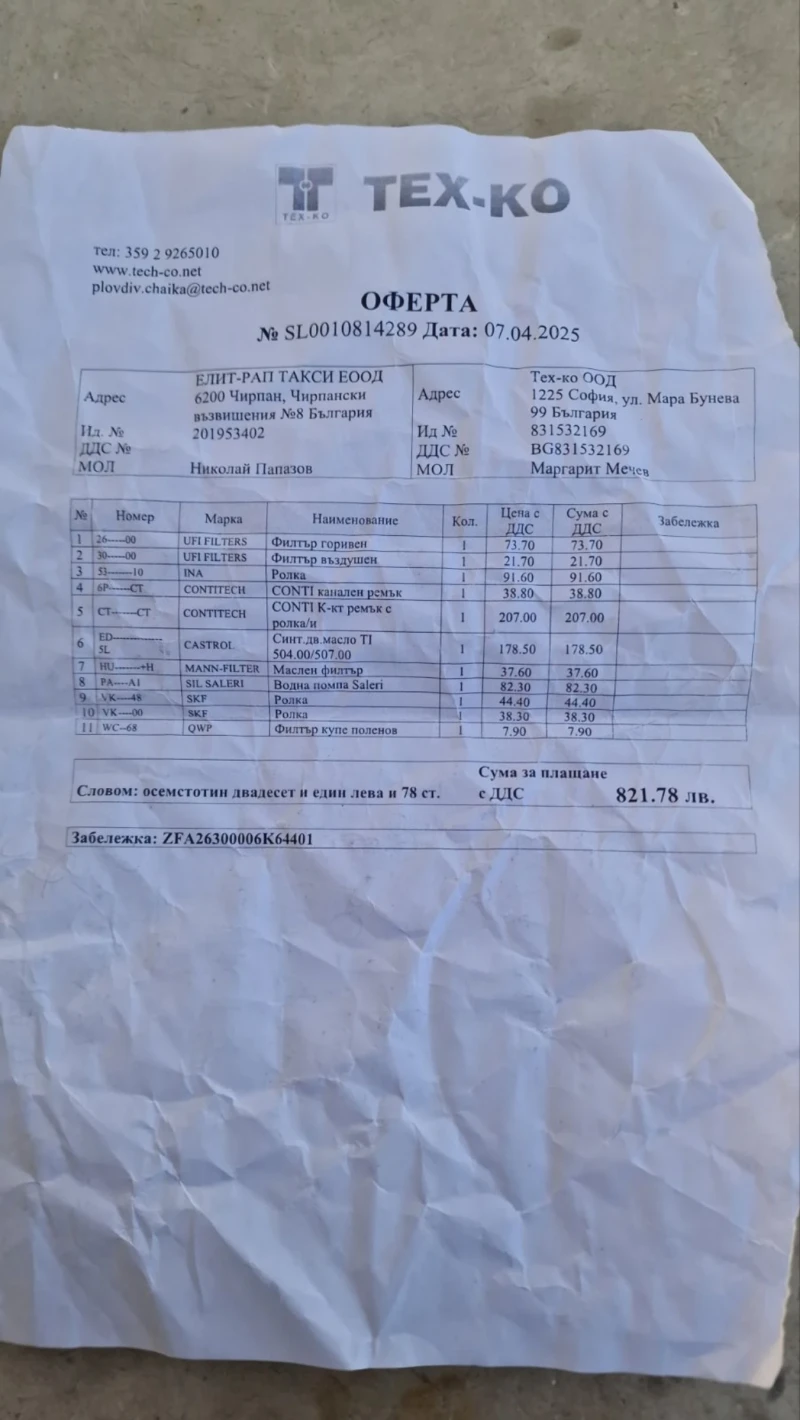 ТЕХ-КО
ТЕХ-КО
тел: 359 2 9265010
www.tech-co.net
plovdiv.chaika@tech-co.net
ОФЕРТА
№ SL0010814289 Дата: 07.04.2025
ЕЛИТ-РАП ТАКСИ ЕООД
Адрес 6200 Чирпан, Чирпански
възвишения №8 България
Ид. № 201953402
ДДС №
МОЛ Николай Папазов
Тех-ко ООД
Адрес 1225 София, ул. Мара Бунева
99 България
Ид № 831532169
ДДС № BG831532169
МОЛ Маргарит Мечев
№ Номер Марка Наименование Кол. Цена с ДДС Сума с ДДС Забележка
1 26-----00 UFI FILTERS Филтър горивен 1 73.70 73.70
2 30-----00 UFI FILTERS Филтър въздушен 1 21.70 21.70
3 53--------10 INA Ролка 1 91.60 91.60
4 6P-------CT CONTITECH CONTI канален ремък 1 38.80 38.80
5 CT-------CT CONTITECH CONTI К-кт ремък с ролка/и 1 207.00 207.00
6 ED------------- 5L CASTROL Синт.дв.масло TI 504.00/507.00 1 178.50 178.50
7 HU--------+H MANN-FILTER Маслен филтър 1 37.60 37.60
8 PA----A1 SIL SALERI Водна помпа Saleri 1 82.30 82.30
9 VK----48 SKF Ролка 1 44.40 44.40
10 VK----00 SKF Ролка 1 38.30 38.30
11 WC--68 QWP Филтър купе поленов 1 7.90 7.90
Сума за плащане
Словом: осемстотин двадесет и един лева и 78 ст. с ДДС 821.78 лв.
Забележка: ZFA26300006K64401